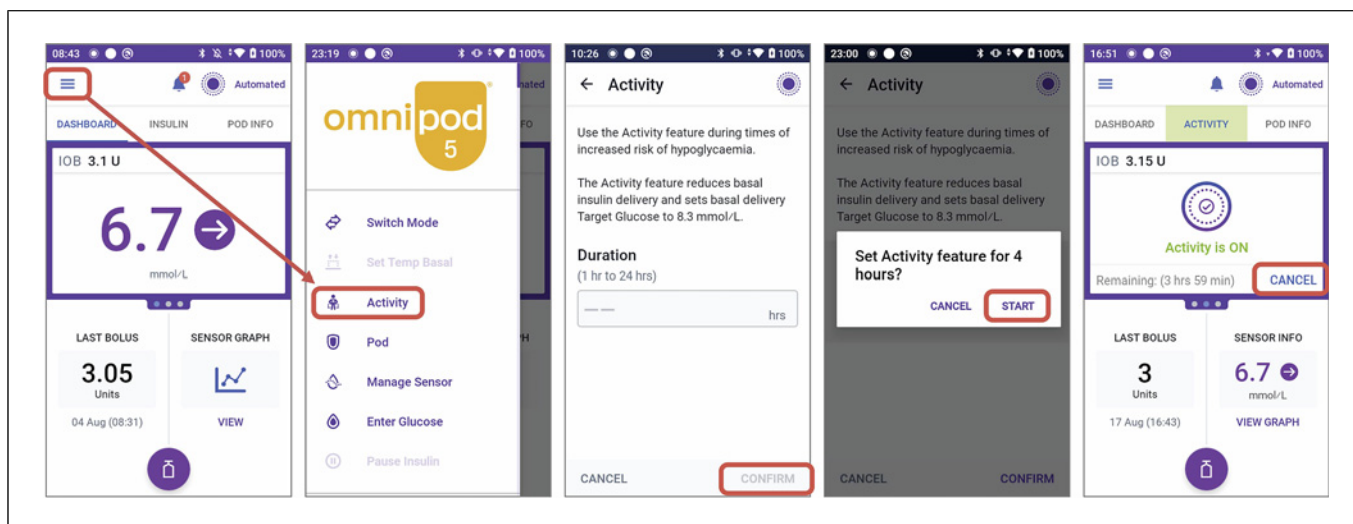 08:43 100%
1
Automated
DASHBOARD INSULIN POD INFO
IOB 3.1 U
6.7
mmol/L
LAST BOLUS SENSOR GRAPH
3.05
Units
04 Aug (08:31) VIEW
23:19 100%
nated
omnipod
5
FO
Switch Mode
Set Temp Basal
Activity
Pod
Manage Sensor
Enter Glucose
Pause Insulin
10:26 100%
Activity
Use the Activity feature during times of
increased risk of hypoglycaemia.
The Activity feature reduces basal
insulin delivery and sets basal delivery
Target Glucose to 8.3 mmol/L.
Duration
(1 hr to 24 hrs)
—— hrs
CANCEL CONFIRM
23:00 100%
Activity
Use the Activity feature during times of
increased risk of hypoglycaemia.
The Activity feature reduces basal
insulin delivery and sets basal delivery
Target Glucose to 8.3 mmol/L.
Set Activity feature for 4
hours?
CANCEL START
CANCEL CONFIRM
16:51 100%
Automated
DASHBOARD ACTIVITY POD INFO
IOB 3.15 U
Activity is ON
Remaining: (3 hrs 59 min) CANCEL
LAST BOLUS SENSOR INFO
3 6.7
Units mmol/L
17 Aug (16:43) VIEW GRAPH